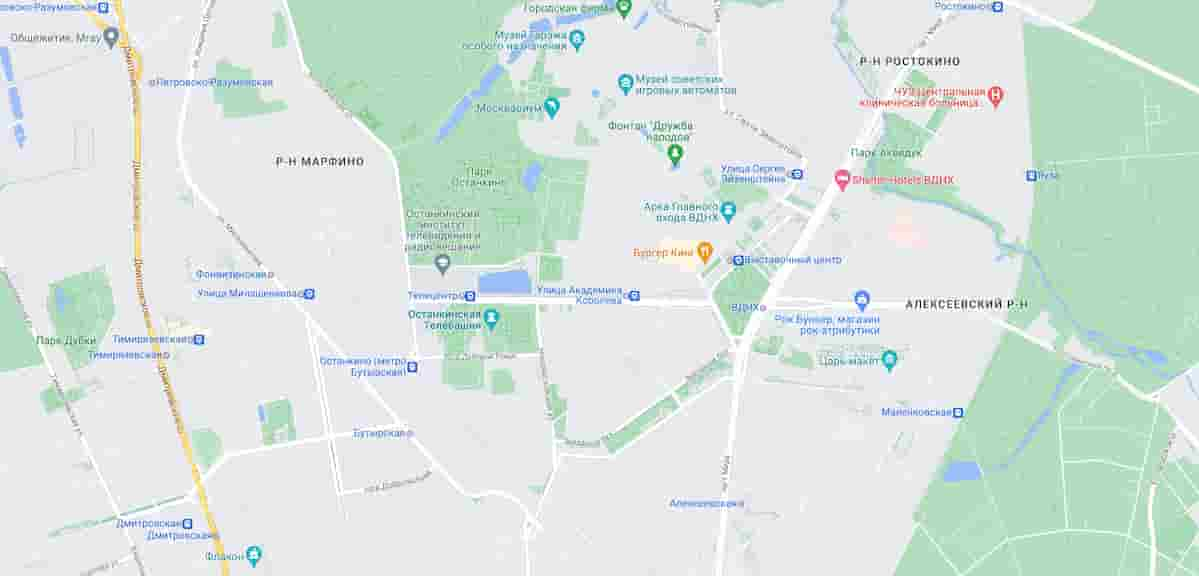 Городская ферма
Ростокино
Общежитие, Mray
Музей гаража
особого назначения
Р-Н РОСТОКИНО
Петровско-Разумовская
Музей советских
игровых автоматов
ЧУЗ Центральная
клиническая больница...
Москвариум
Фонтан "Дружба
народов"
Дмитровское
Р-Н МАРФИНО
Парк Акведук
Парк
Останкино
Улица Сергея
Эйзенштейна
Shelter-Hotels ВДНХ
Яуза
Арка Главного
входа ВДНХ
Останкинский
институт
телевидения и
радиовещания
Бургер Кинг
Выставочный центр
Фонвизинская
Улица Милашенкова
Телецентр
Улица Академика
Королева
ВДНХ
АЛЕКСЕЕВСКИЙ Р-Н
Рок Бункер, магазин
рок-атрибутики
Останкинская
Телебашня
Парк Дубки
Тимирязевская
Тимирязевская
Останкино (метро
Бутырская)
Царь-макет
Маленковская
Бутырская
Алексеевская
Дмитровская
Дмитровская
Флакон